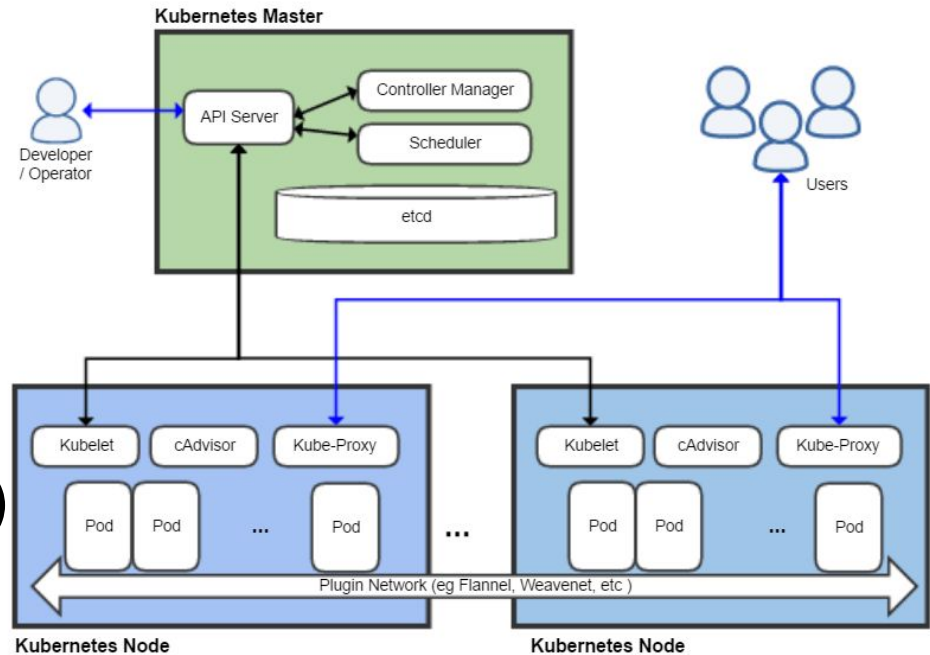 Kubernetes Master
API Server
Controller Manager
Scheduler
etcd
Developer
/ Operator
Users
Kubelet
cAdvisor
Kube-Proxy
Pod
Pod
...
Pod
...
Kubelet
cAdvisor
Kube-Proxy
Pod
Pod
...
Pod
Plugin Network (eg Flannel, Weavenet, etc )
Kubernetes Node
Kubernetes Node